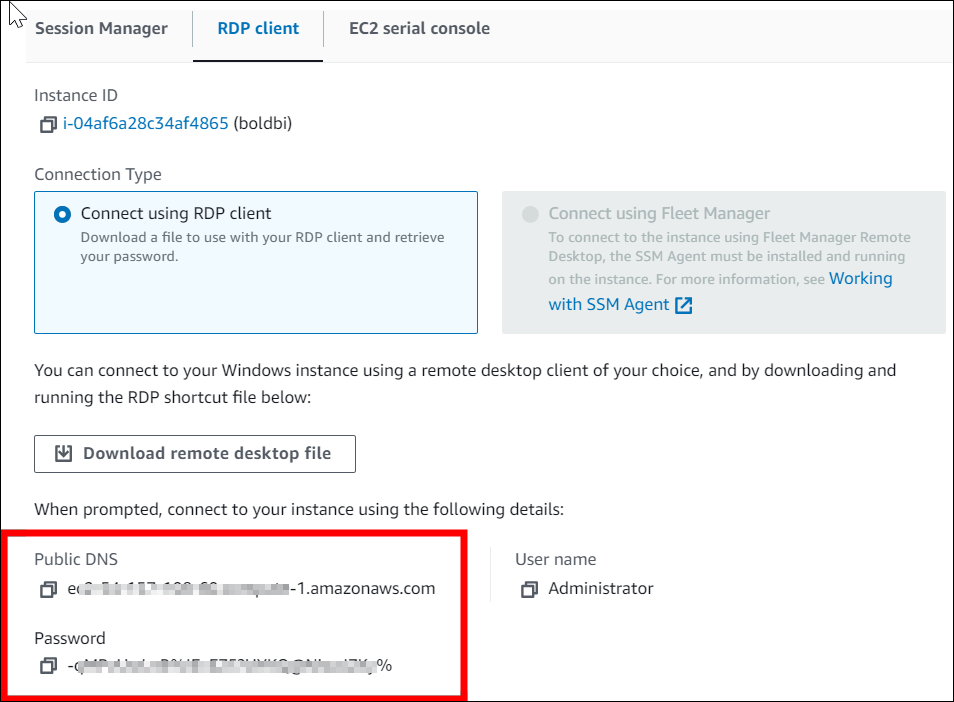 Session Manager
RDP client
EC2 serial console
Instance ID
i-04af6a28c34af4865 (boldbi)
Connection Type
Connect using RDP client
Download a file to use with your RDP client and retrieve
your password.
Connect using Fleet Manager
To connect to the instance using Fleet Manager Remote
Desktop, the SSM Agent must be installed and running
on the instance. For more information, see Working
with SSM Agent
You can connect to your Windows instance using a remote desktop client of your choice, and by downloading and
running the RDP shortcut file below:
Download remote desktop file
When prompted, connect to your instance using the following details:
Public DNS
-1.amazonaws.com
User name
Administrator
Password